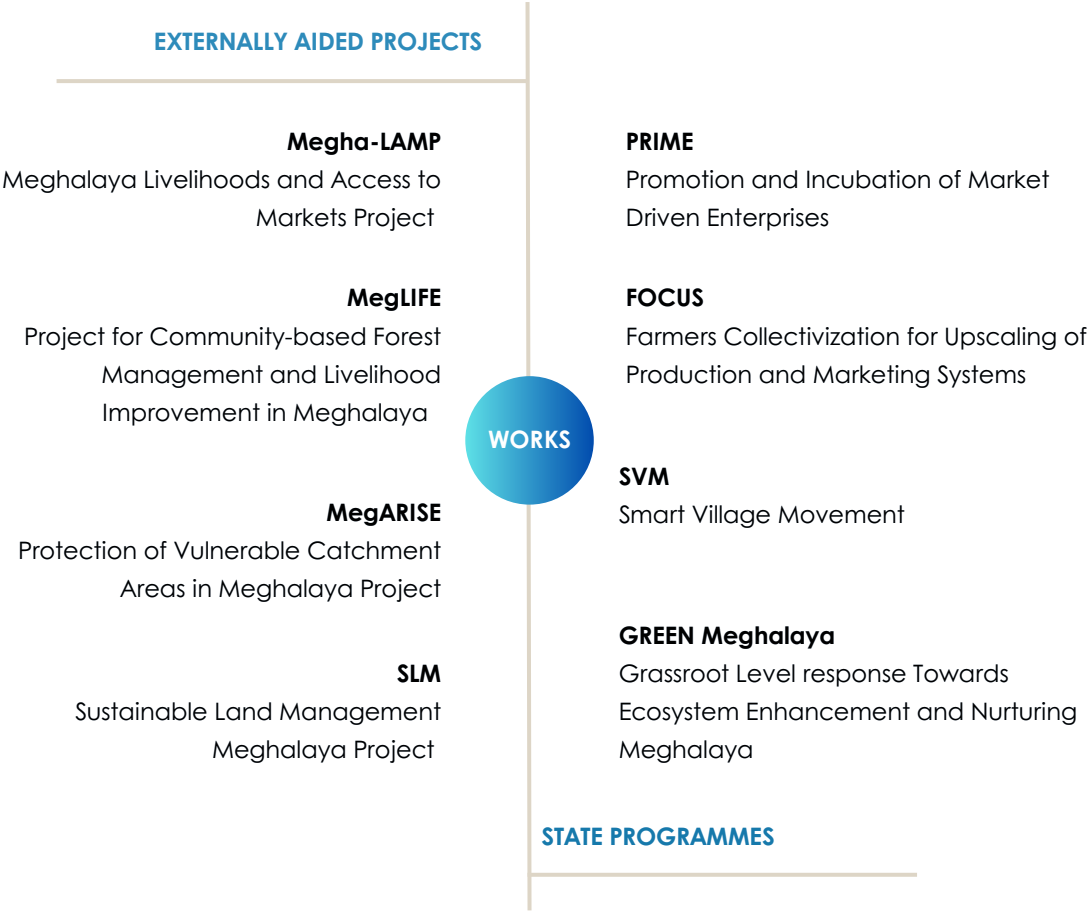 EXTERNALLY AIDED PROJECTS
Megha-LAMP
Meghalaya Livelihoods and Access to
Markets Project
MegLIFE
Project for Community-based Forest
Management and Livelihood
Improvement in Meghalaya
MegARISE
Protection of Vulnerable Catchment
Areas in Meghalaya Project
SLM
Sustainable Land Management
Meghalaya Project
WORKS
PRIME
Promotion and Incubation of Market
Driven Enterprises
FOCUS
Farmers Collectivization for Upscaling of
Production and Marketing Systems
SVM
Smart Village Movement
GREEN Meghalaya
Grassroot Level response Towards
Ecosystem Enhancement and Nurturing
Meghalaya
STATE PROGRAMMES